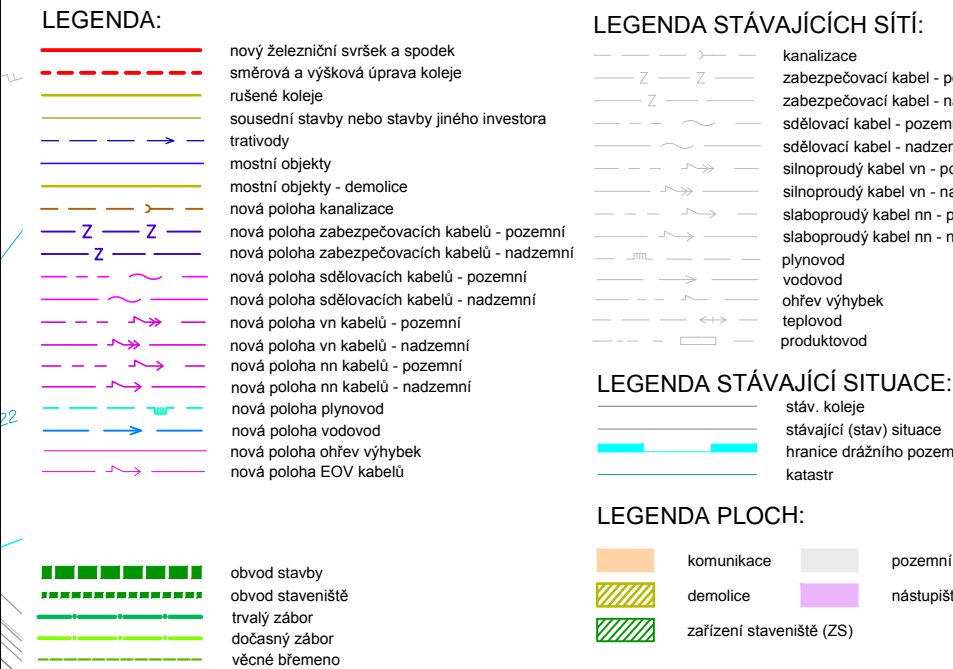 LEGENDA:
nový železniční svršek a spodek
směrová a výšková úprava koleje
rušené koleje
sousední stavby nebo stavby jiného investora
trativody
mostní objekty
mostní objekty - demolice
nová poloha kanalizace
Z Z nová poloha zabezpečovacích kabelů - pozemní
Z nová poloha zabezpečovacích kabelů - nadzemní
nová poloha sdělovacích kabelů - pozemní
nová poloha sdělovacích kabelů - nadzemní
nová poloha vn kabelů - pozemní
nová poloha vn kabelů - nadzemní
nová poloha nn kabelů - pozemní
nová poloha nn kabelů - nadzemní
nová poloha plynovod
nová poloha vodovod
nová poloha ohřev výhybek
nová poloha EOV kabelů
obvod stavby
obvod staveniště
trvalý zábor
dočasný zábor
věcné břemeno
LEGENDA STÁVAJÍCÍCH SÍTÍ:
kanalizace
Z Z zabezpečovací kabel - po
Z zabezpečovací kabel - na
sdělovací kabel - pozemn
sdělovací kabel - nadzem
silnoproudý kabel vn - po
silnoproudý kabel vn - na
slaboproudý kabel nn - p
slaboproudý kabel nn - n
plynovod
vodovod
ohřev výhybek
teplovod
produktovod
LEGENDA STÁVAJÍCÍ SITUACE:
stáv. koleje
stávající (stav) situace
hranice drážního pozem
katastr
LEGENDA PLOCH:
komunikace pozemní
demolice nástupišt
zařízení staveniště (ZS)
22